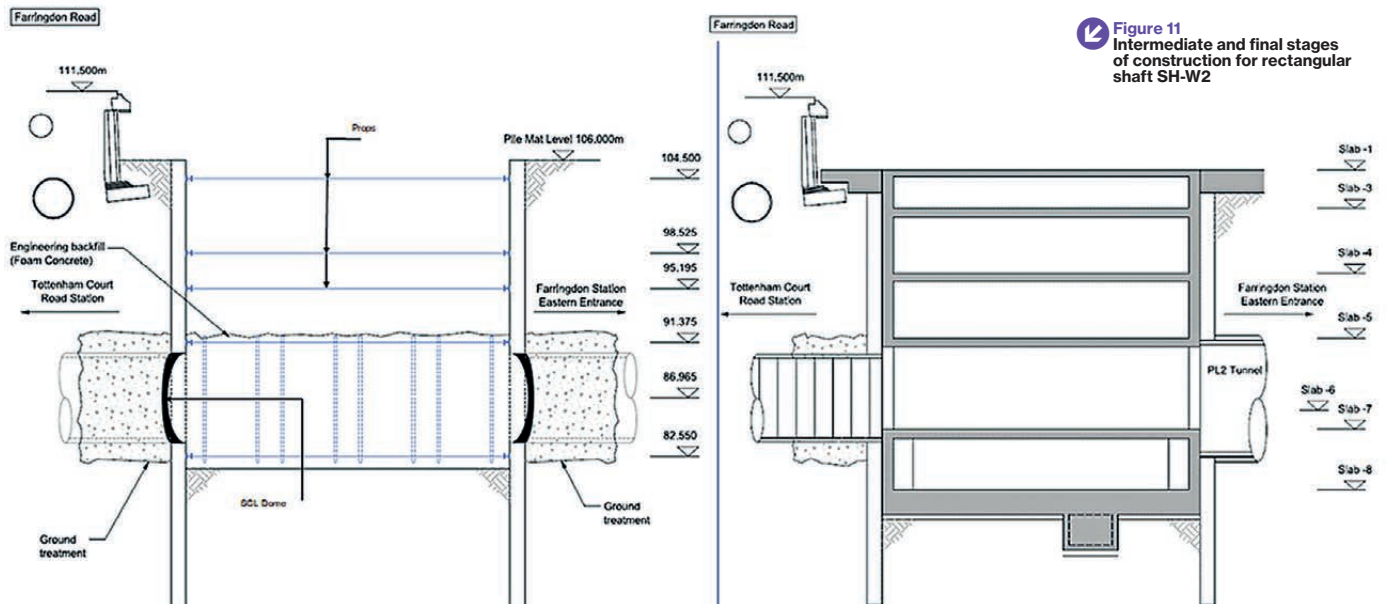 Farringdon Road
111.500m
Props
Pile Mat Level 106.000m
104.500
98.525
95.195
91.375
86.965
82.550
Engineering backfill
(Foam Concrete)
Tottenham Court
Road Station
Farringdon Station
Eastern Entrance
SCL Dome
Ground
treatment
Ground
treatment
Farringdon Road
111.500m
Figure 11
Intermediate and final stages
of construction for rectangular
shaft SH-W2
Slab -1
Slab -3
Slab -4
Tottenham Court
Road Station
Farringdon Station
Eastern Entrance
Slab -5
PL2 Tunnel
Slab -6
Slab -7
Slab -8